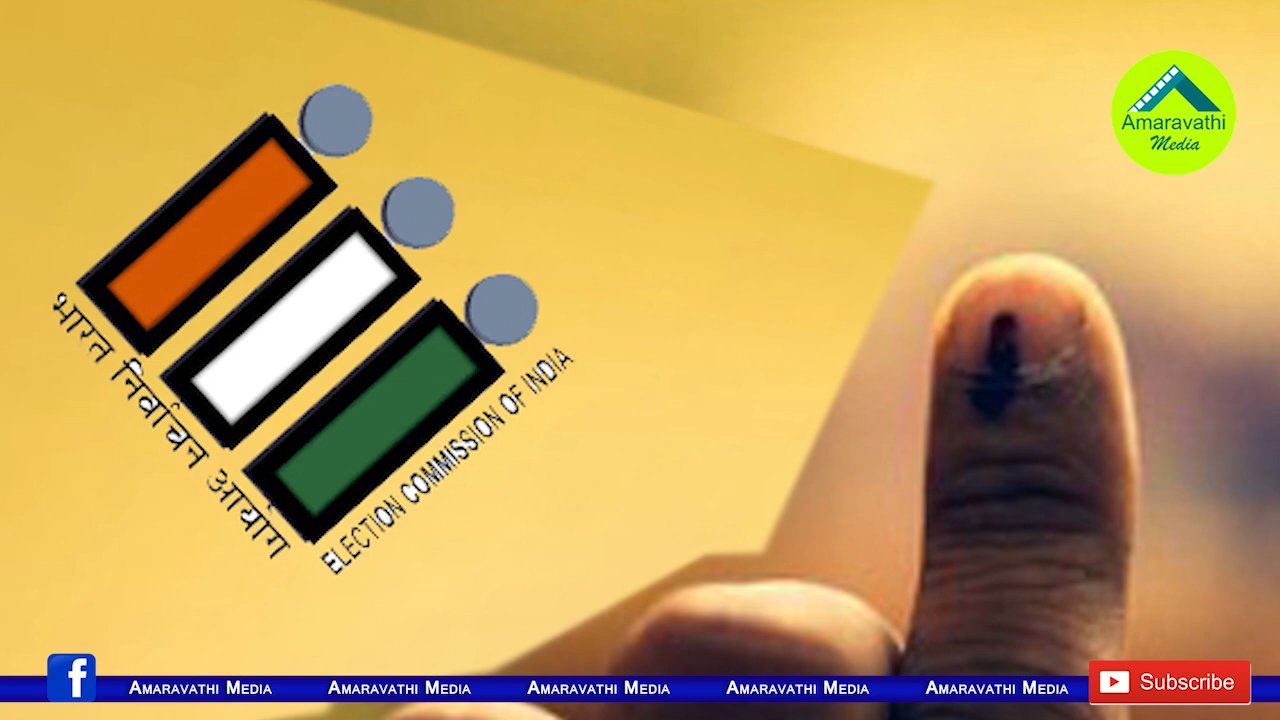 Amaravathi
Media
भारत निर्वाचन आयोग
ELECTION COMMISSION OF INDIA
f
AMARAVATHI MEDIA AMARAVATHI MEDIA AMARAVATHI MEDIA AMARAVATHI MEDIA AMARAVATHI MEDIA
Subscribe